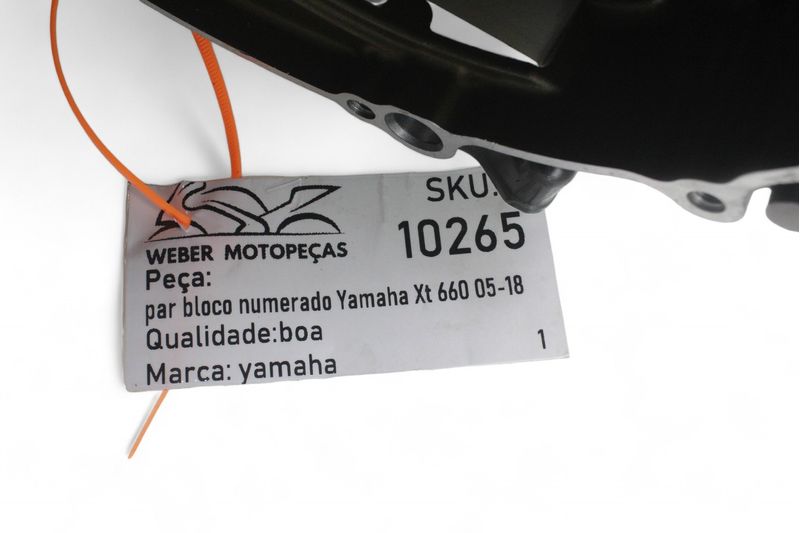 SKU:
10265
WEBER MOTOPEÇAS
Peça:
par bloco numerado Yamaha Xt 660 05-18
Qualidade:boa
1
Marca: yamaha